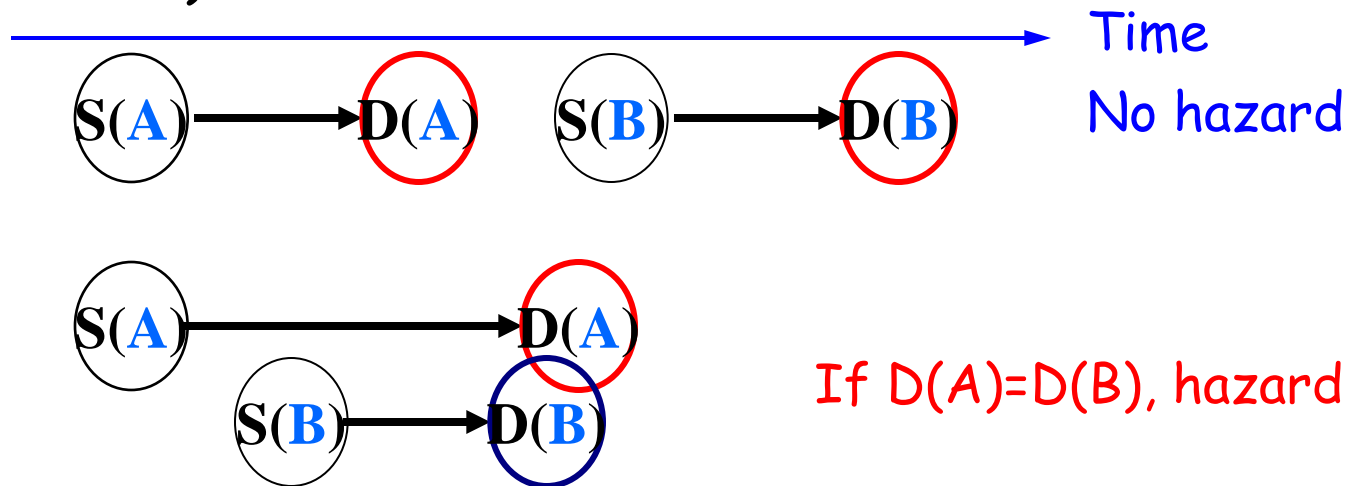 Time
S(A) D(A) S(B) D(B) No hazard
S(A) D(A)
If D(A)=D(B), hazard
S(B) D(B)